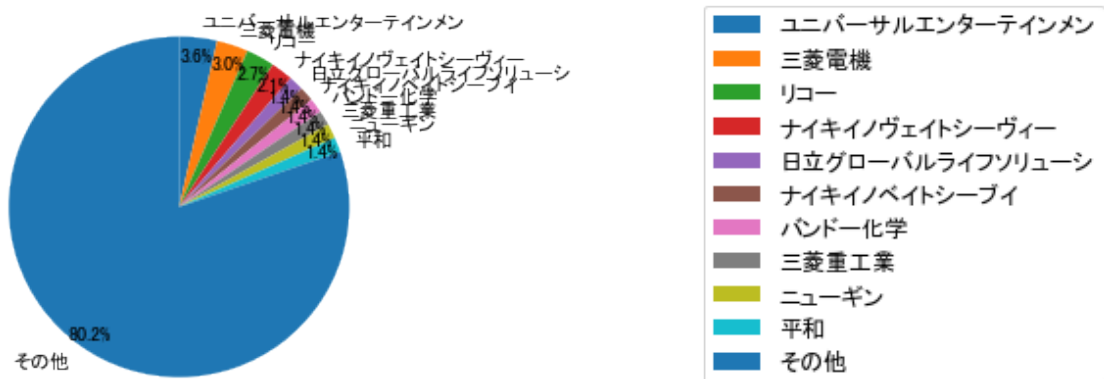 ユニバーサルエンターテインメン
三菱電機
リコー
ナイキイノヴェイトシーヴィー
日立グローバルライフソリューシ
ナイキイノベイトシーブイ
バンドー化学
三菱重工業
ニューギン
平和
3.6%
3.0%
2.7%
2.1%
1.4%
1.4%
1.4%
1.4%
1.4%
1.4%
80.2%
その他
ユニバーサルエンターテインメン
三菱電機
リコー
ナイキイノヴェイトシーヴィー
日立グローバルライフソリューシ
ナイキイノベイトシーブイ
バンドー化学
三菱重工業
ニューギン
平和
その他